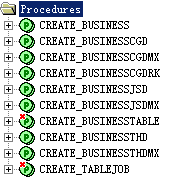 Procedures
CREATE_BUSINESS
CREATE_BUSINESSCGD
CREATE_BUSINESSCGDMX
CREATE_BUSINESSCGDRK
CREATE_BUSINESSJSD
CREATE_BUSINESSJSDMX
CREATE_BUSINESSTABLE
CREATE_BUSINESSTHD
CREATE_BUSINESSTHDMX
CREATE_TABLEJOB